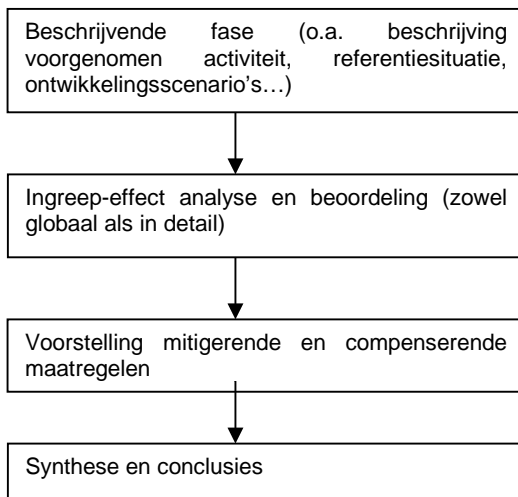 Beschrijvende fase (o.a. beschrijving
voorgenomen activiteit, referentiesituatie,
ontwikkelingsscenario's…)
Ingreep-effect analyse en beoordeling (zowel
globaal als in detail)
Voorstelling mitigerende en compenserende
maatregelen
Synthese en conclusies